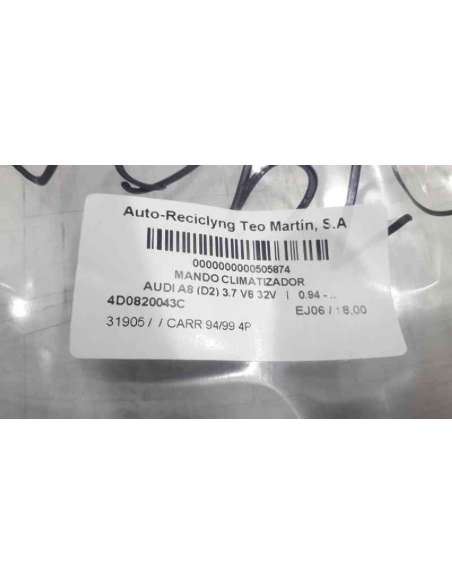 Auto-Reciclyng Teo Martín, S.A
0000000000505874
MANDO CLIMATIZADOR
AUDI A8 (D2) 3.7 V6 32V | 0.94 - ..
4D0820043C EJ06 / 18,00
31905 / / CARR 94/99 4P